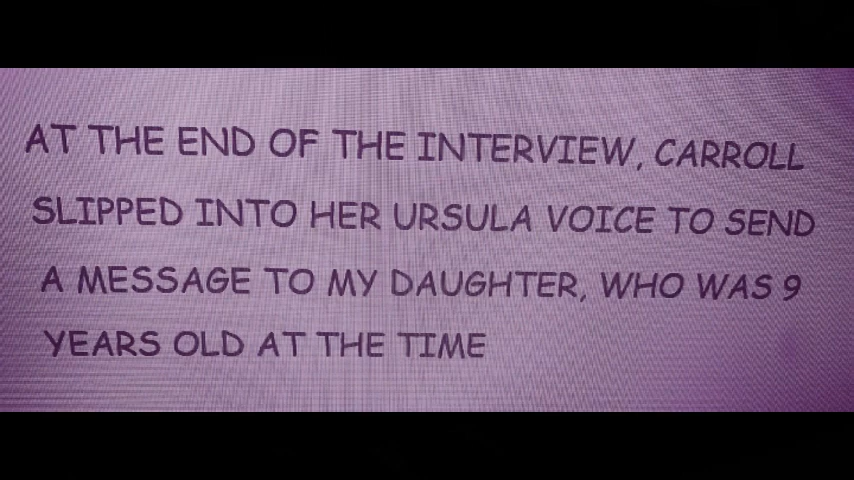 AT THE END OF THE INTERVIEW, CARROLL
SLIPPED INTO HER URSULA VOICE TO SEND
A MESSAGE TO MY DAUGHTER, WHO WAS 9
YEARS OLD AT THE TIME